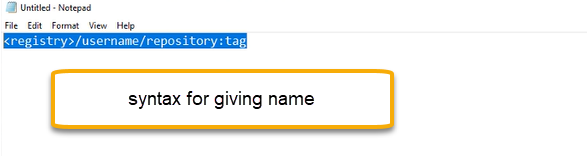 Untitled - Notepad
File Edit Format View Help
<registry>/username/repository:tag
syntax for giving name